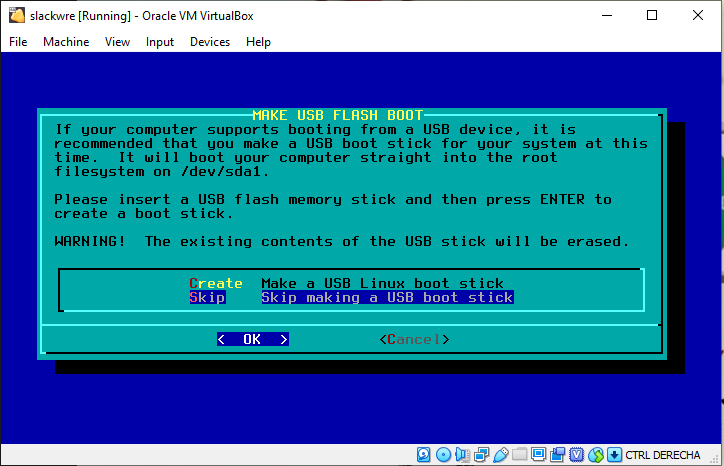 slackwre [Running] - Oracle VM VirtualBox
File Machine View Input Devices Help
MAKE USB FLASH BOOT
If your computer supports booting from a USB device, it is
recommended that you make a USB boot stick for your system at this
time.  It will boot your computer straight into the root
filesystem on /dev/sda1.
Please insert a USB flash memory stick and then press ENTER to
create a boot stick.
WARNING!  The existing contents of the USB stick will be erased.
Create  Make a USB Linux boot stick
Skip    Skip making a USB boot stick
<  OK  > <Cancel>
CTRL DERECHA